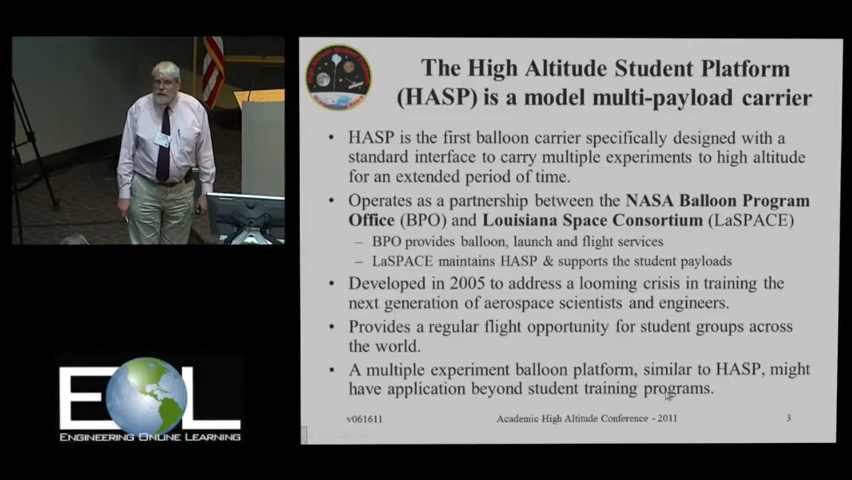 The High Altitude Student Platform
(HASP) is a model multi-payload carrier
• HASP is the first balloon carrier specifically designed with a
standard interface to carry multiple experiments to high altitude
for an extended period of time.
• Operates as a partnership between the NASA Balloon Program
Office (BPO) and Louisiana Space Consortium (LaSPACE)
– BPO provides balloon, launch and flight services
– LaSPACE maintains HASP & supports the student payloads
• Developed in 2005 to address a looming crisis in training the
next generation of aerospace scientists and engineers.
• Provides a regular flight opportunity for student groups across
the world.
• A multiple experiment balloon platform, similar to HASP, might
have application beyond student training programs.
v061611 Academic High Altitude Conference - 2011 3
EOL
ENGINEERING ONLINE LEARNING